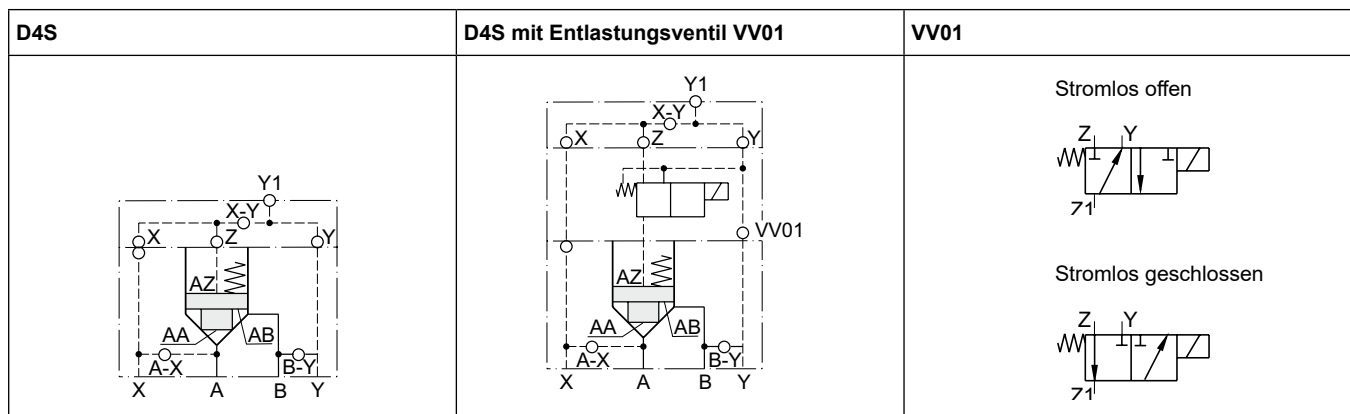 D4S
D4S mit Entlastungsventil VV01
VV01
Y1
X-Y
X
Z
Y
AZ
AA
AB
A-X
B-Y
X
A
B
Y
Y1
X-Y
X
Z
Y
VV01
AZ
AA
AB
A-X
B-Y
X
A
B
Y
Stromlos offen
Z
Y
Z1
Stromlos geschlossen
Z
Y
Z1